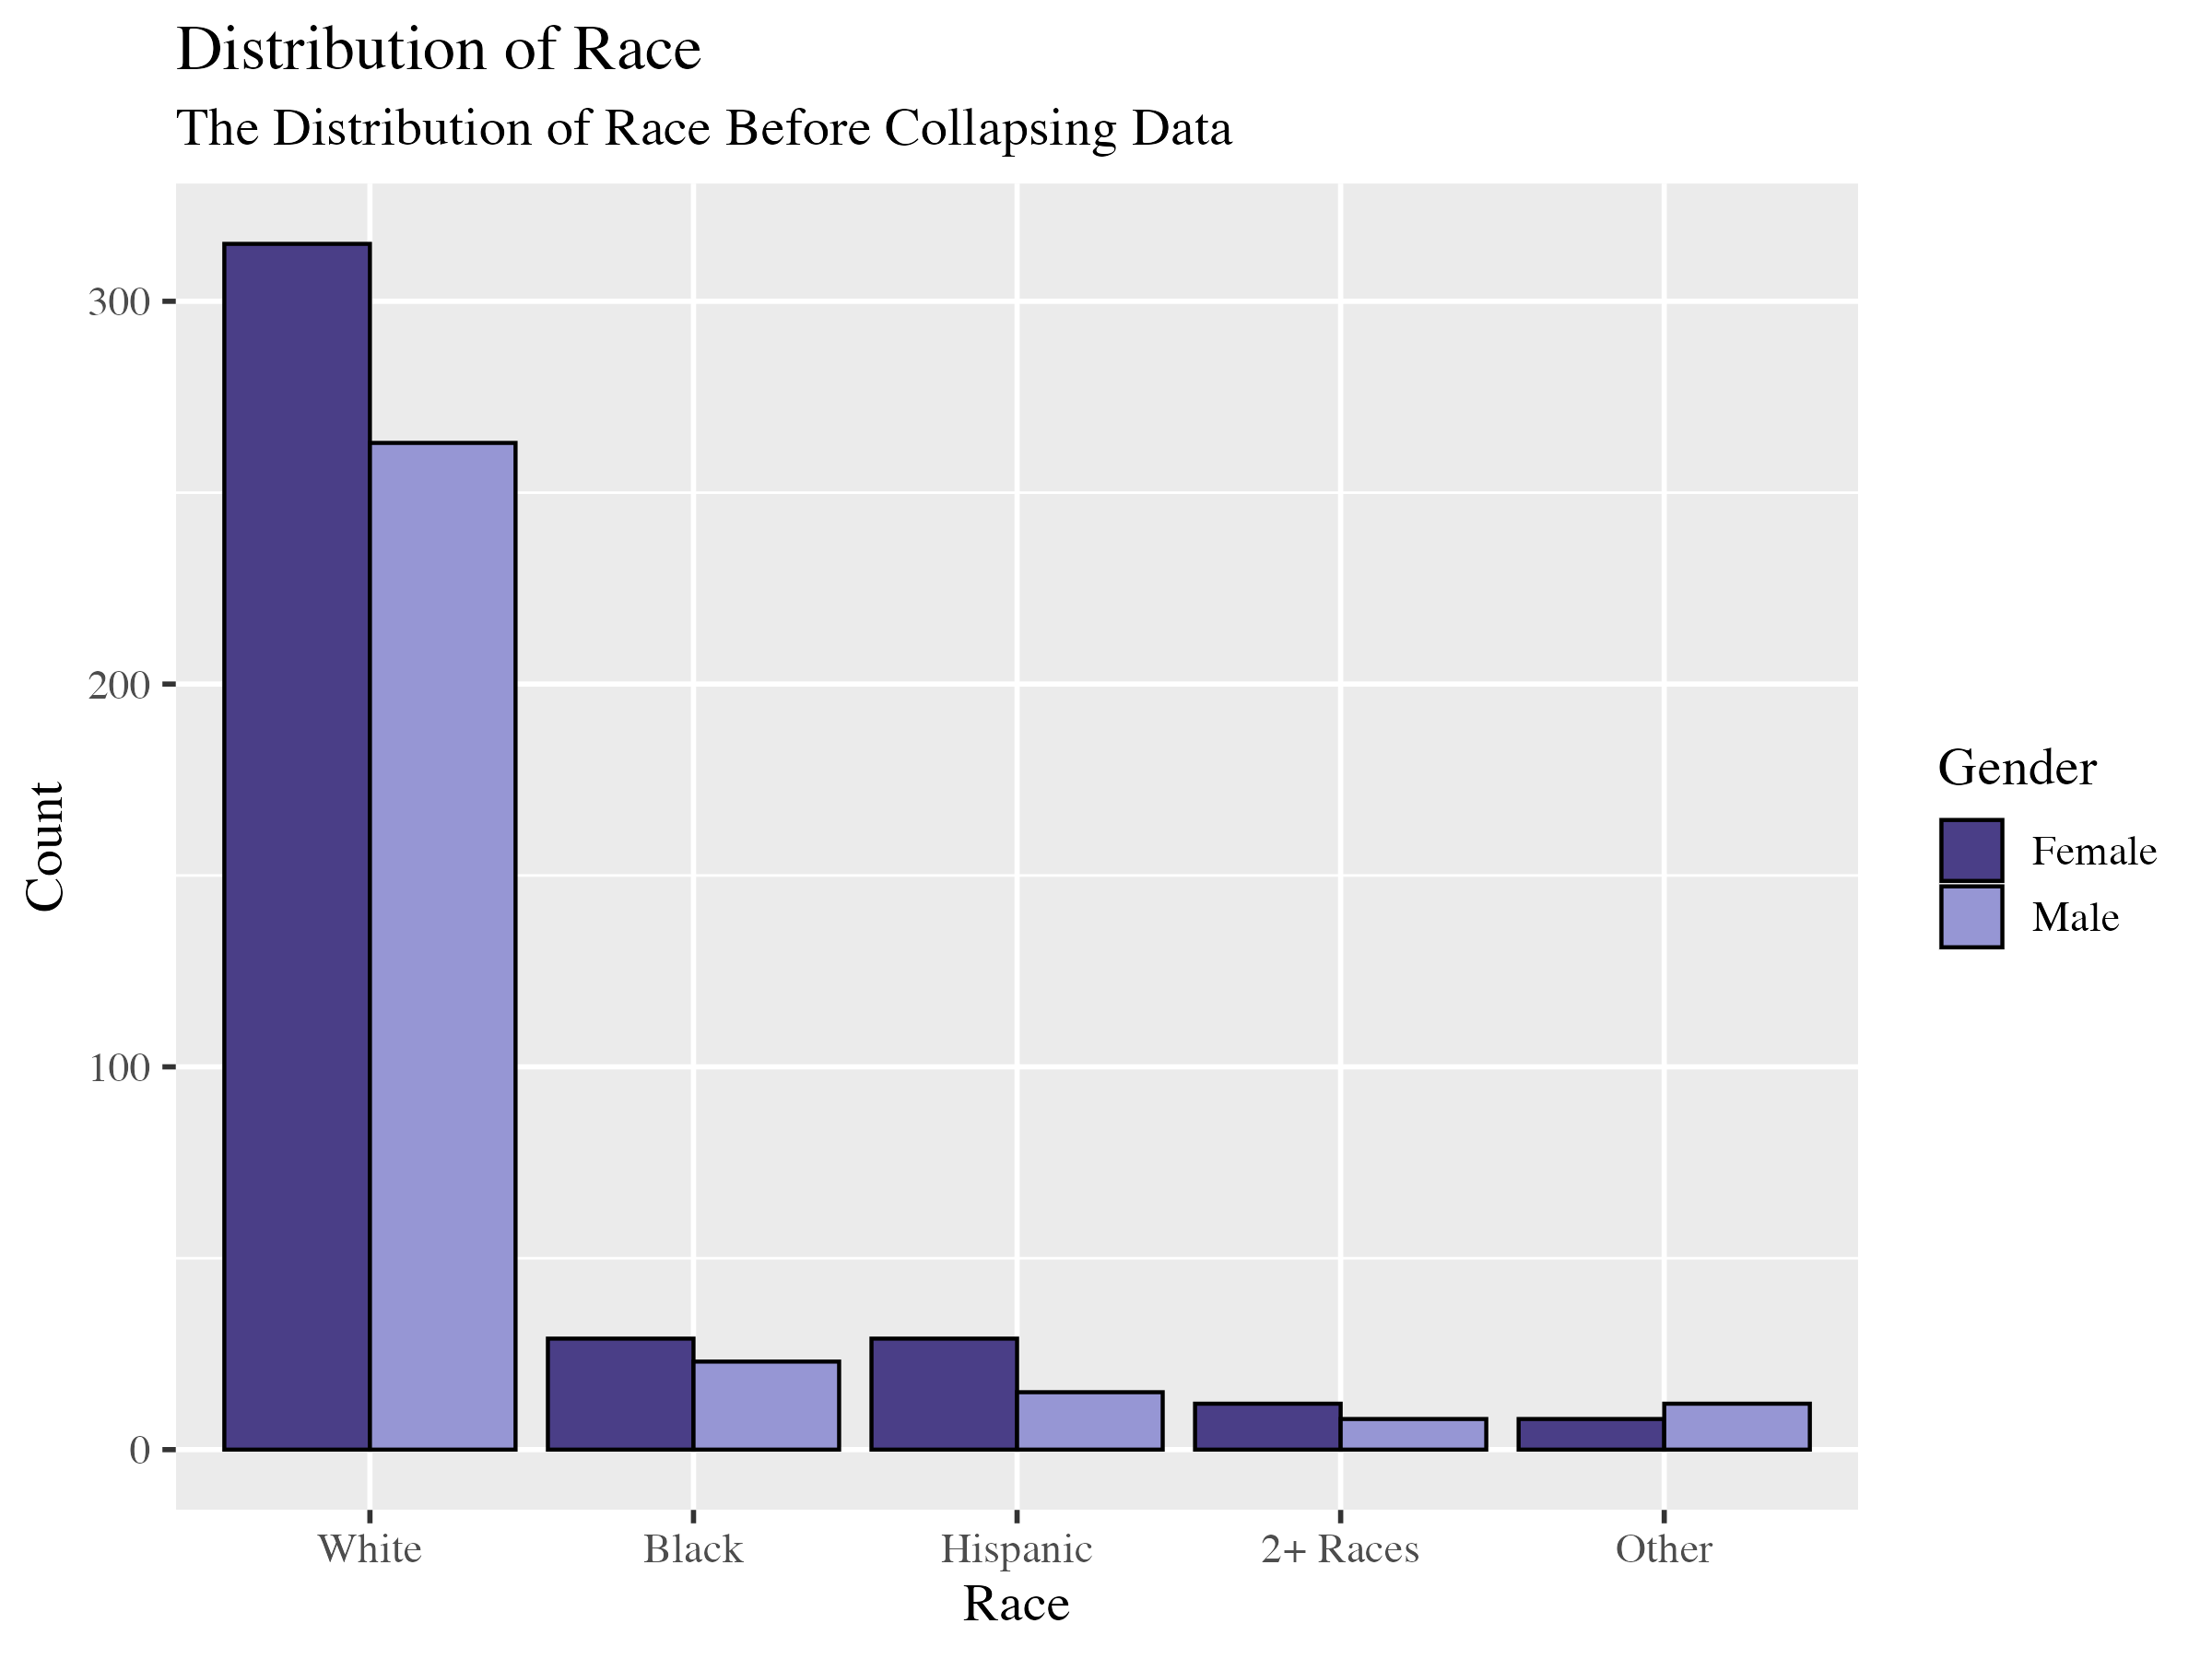 Distribution of Race
The Distribution of Race Before Collapsing Data
Count
300
200
100
0
White
Black
Hispanic
2+ Races
Other
Race
Gender
Female
Male